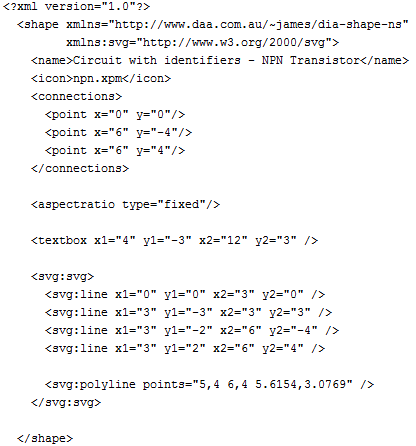 <?xml version="1.0"?>
<shape xmlns="http://www.daa.com.au/~james/dia-shape-ns"
xmlns:svg="http://www.w3.org/2000/svg">
<name>Circuit with identifiers - NPN Transistor</name>
<icon>npn.xpm</icon>
<connections>
<point x="0" y="0"/>
<point x="6" y="-4"/>
<point x="6" y="4"/>
</connections>
<aspectratio type="fixed"/>
<textbox x1="4" y1="-3" x2="12" y2="3" />
<svg:svg>
<svg:line x1="0" y1="0" x2="3" y2="0" />
<svg:line x1="3" y1="-3" x2="3" y2="3" />
<svg:line x1="3" y1="-2" x2="6" y2="-4" />
<svg:line x1="3" y1="2" x2="6" y2="4" />
<svg:polyline points="5,4 6,4 5.6154,3.0769" />
</svg:svg>
</shape>